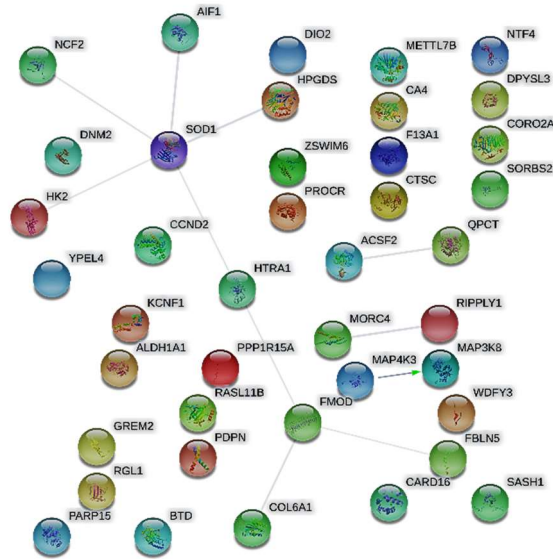 AIF1
NCF2
DIO2
METTL7B
NTF4
HPGDS
CA4
DPYSL3
SOD1
DNM2
ZSWIM6
F13A1
CORO2A
HK2
PROCR
CTSC
SORBS2
CCND2
ACSF2
QPCT
YPEL4
HTRA1
KCNF1
MORC4
RIPPLY1
ALDH1A1
PPP1R15A
MAP4K3
MAP3K8
RASL11B
FMOD
WDFY3
GREM2
PDPN
FBLN5
RGL1
CARD16
SASH1
PARP15
BTD
COL6A1